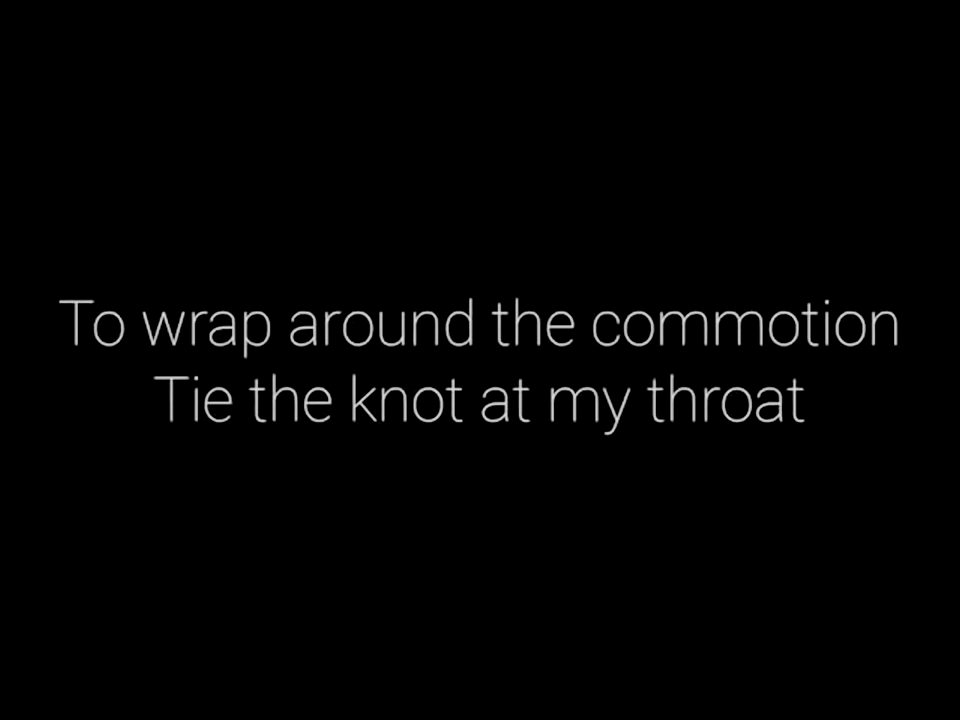 To wrap around the commotion
Tie the knot at my throat